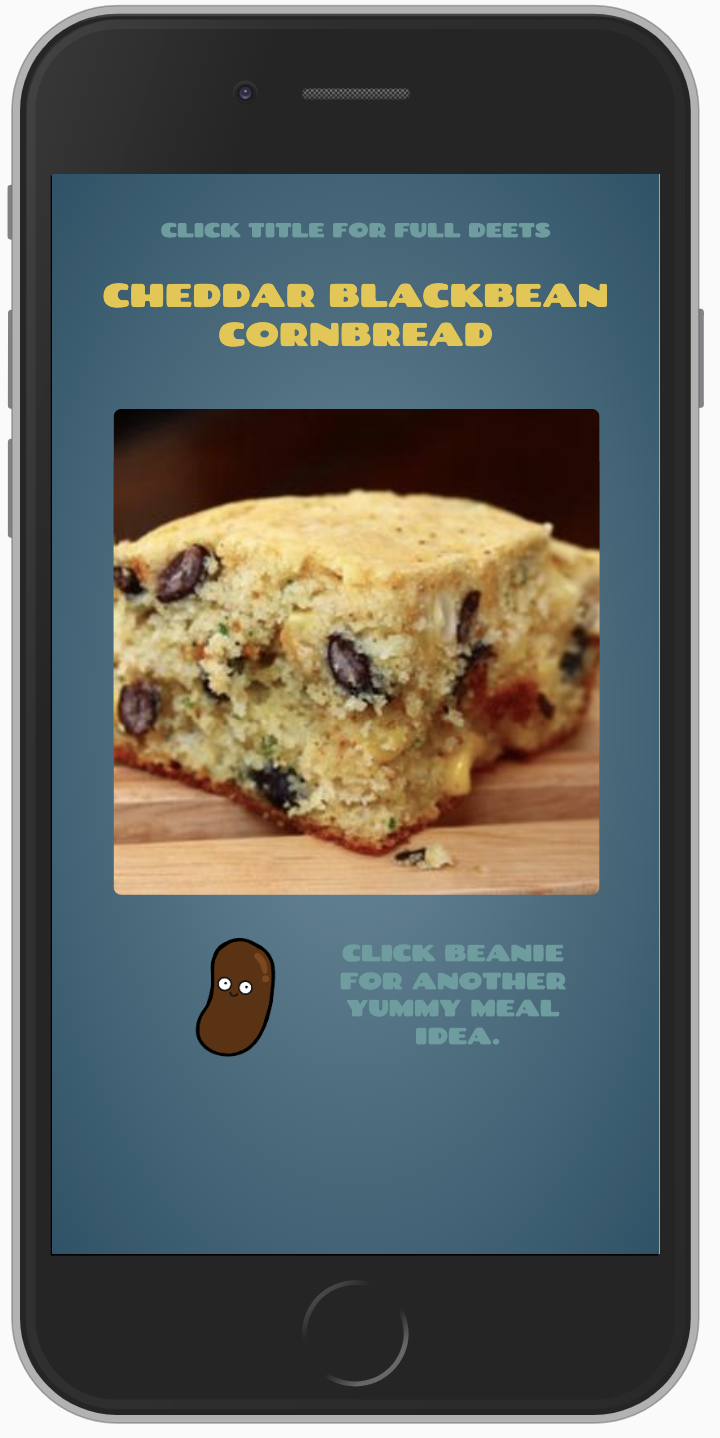 CLICK TITLE FOR FULL DEETS
CHEDDAR BLACKBEAN
CORNBREAD
CLICK BEANIE
FOR ANOTHER
YUMMY MEAL
IDEA.